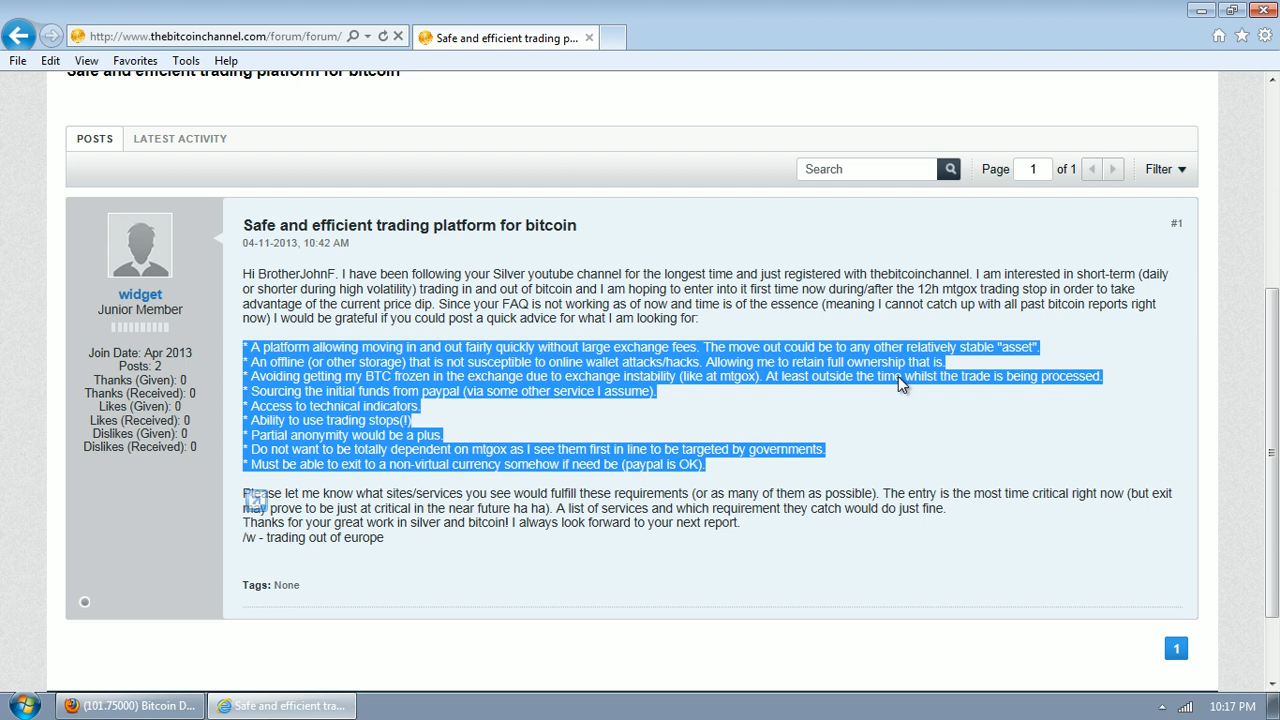 http://www.thebitcoinchannel.com/forum/forum/
Safe and efficient trading p...
File Edit View Favorites Tools Help
Safe and efficient trading platform for bitcoin
POSTS LATEST ACTIVITY
Search Page 1 of 1 Filter
Safe and efficient trading platform for bitcoin
#1
04-11-2013, 10:42 AM
widget
Junior Member
Join Date: Apr 2013
Posts: 2
Thanks (Given): 0
Thanks (Received): 0
Likes (Given): 0
Likes (Received): 0
Dislikes (Given): 0
Dislikes (Received): 0
Hi BrotherJohnF. I have been following your Silver youtube channel for the longest time and just registered with thebitcoinchannel. I am interested in short-term (daily
or shorter during high volatility) trading in and out of bitcoin and I am hoping to enter into it first time now during/after the 12h mtgox trading stop in order to take
advantage of the current price dip. Since your FAQ is not working as of now and time is of the essence (meaning I cannot catch up with all past bitcoin reports right
now) I would be grateful if you could post a quick advice for what I am looking for:
* A platform allowing moving in and out fairly quickly without large exchange fees. The move out could be to any other relatively stable "asset".
* An offline (or other storage) that is not susceptible to online wallet attacks/hacks. Allowing me to retain full ownership that is.
* Avoiding getting my BTC frozen in the exchange due to exchange instability (like at mtgox). At least outside the time whilst the trade is being processed.
* Sourcing the initial funds from paypal (via some other service I assume).
* Access to technical indicators.
* Ability to use trading stops(!)
* Partial anonymity would be a plus.
* Do not want to be totally dependent on mtgox as I see them first in line to be targeted by governments.
* Must be able to exit to a non-virtual currency somehow if need be (paypal is OK).
Please let me know what sites/services you see would fulfill these requirements (or as many of them as possible). The entry is the most time critical right now (but exit
may prove to be just at critical in the near future ha ha). A list of services and which requirement they catch would do just fine.
Thanks for your great work in silver and bitcoin! I always look forward to your next report.
/w - trading out of europe
Tags: None
1
(101.75000) Bitcoin D... Safe and efficient tra... 10:17 PM